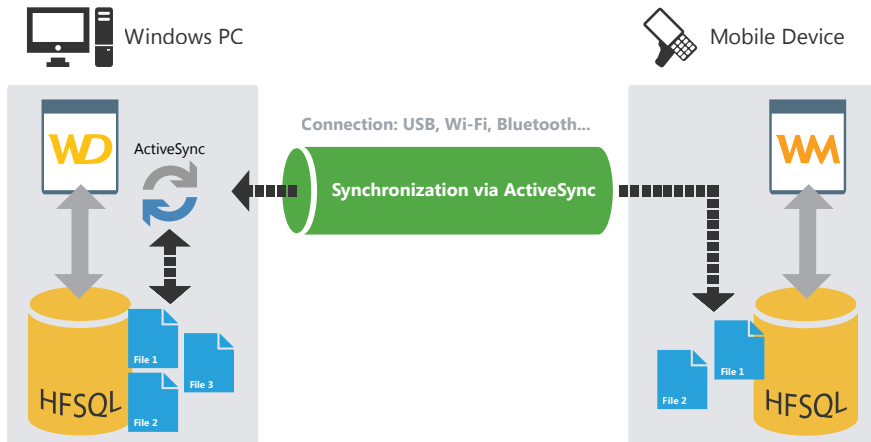 Windows PC
Mobile Device
Connection: USB, Wi-Fi, Bluetooth...
WD
ActiveSync
Synchronization via ActiveSync
WM
File 1
File 3
File 2
HFSQL
File 1
File 2
HFSQL